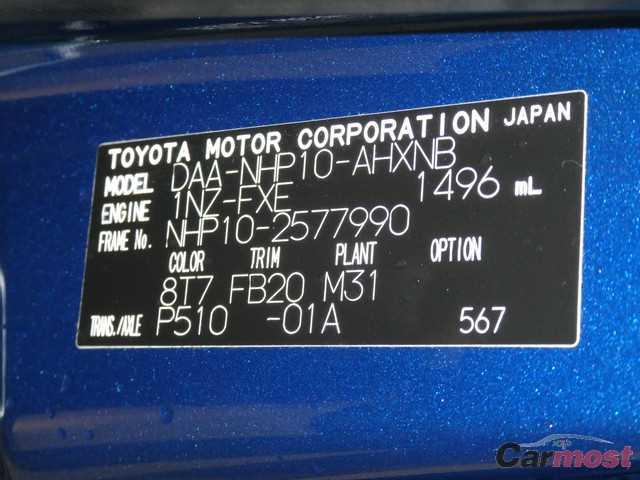 TOYOTA MOTOR CORPORATION JAPAN
MODEL DAA-NHP10-AHXNB
ENGINE 1NZ-FXE 1496 mL
FRAME No. NHP10-2577990
COLOR TRIM PLANT OPTION
8T7 FB20 M31
TRANS./AXLE P510 -01A 567
Carmost